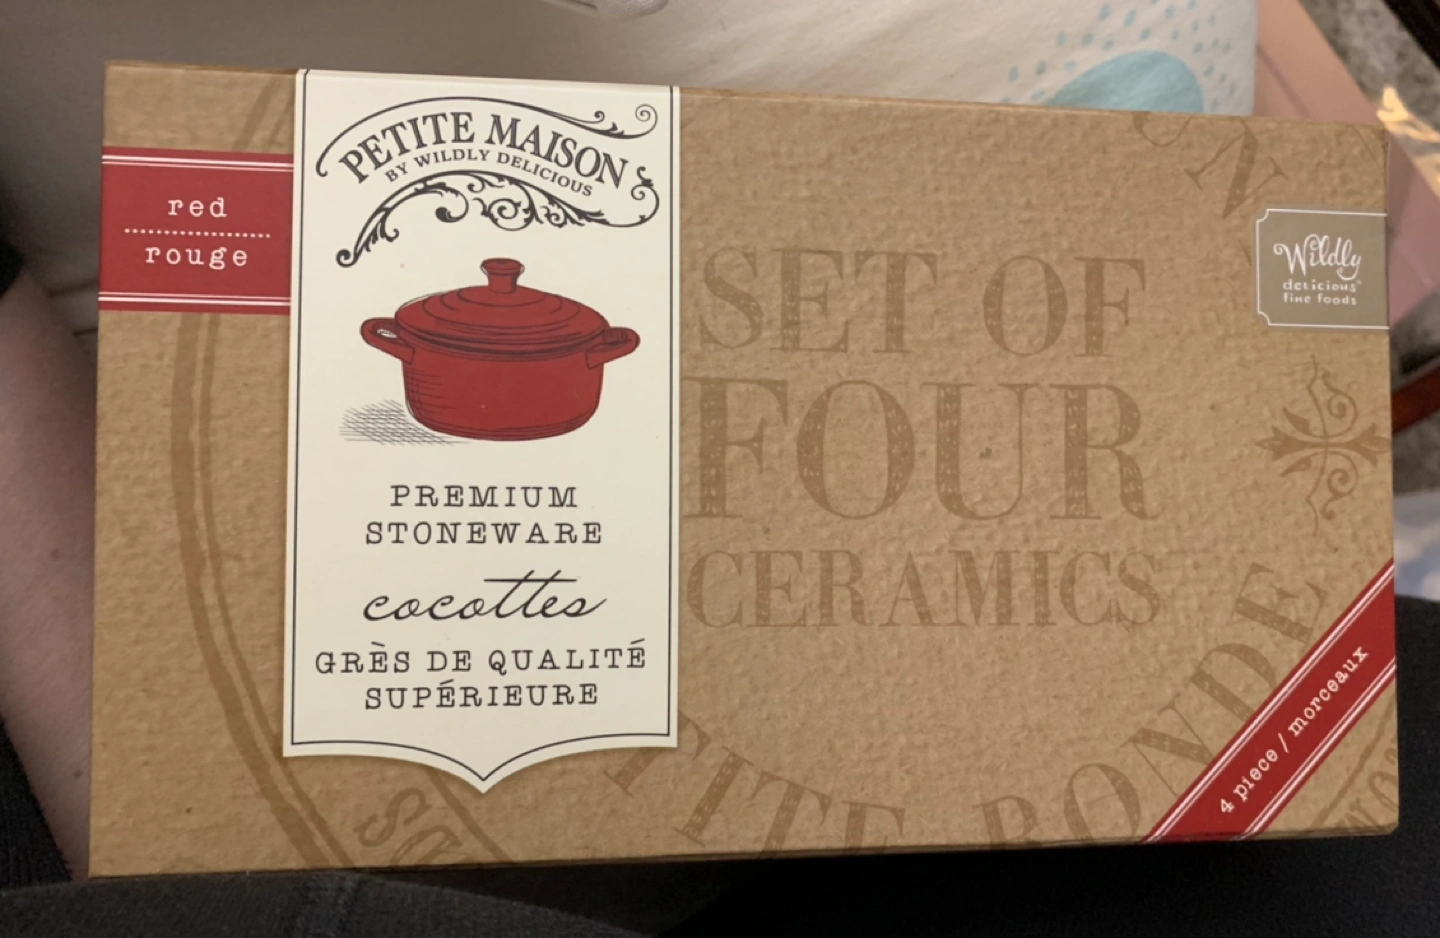 red
rouge
PETITE MAISON
BY WILDLY DELICIOUS
PREMIUM
STONEWARE
cocottes
GRÈS DE QUALITÉ
SUPÉRIEURE
SET OF
FOUR
CERAMICS
Wildly
delicious
fine foods
4 piece / morceaux